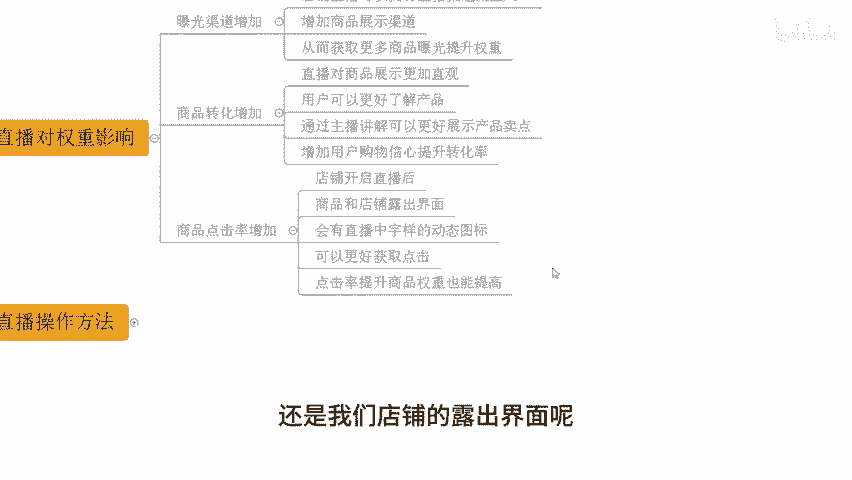 曝光渠道增加
增加商品展示渠道
从而获取更多商品曝光提升权重
直播对商品展示更加直观
商品转化增加
用户可以更好了解产品
通过主播讲解可以更好展示产品卖点
直播对权重影响
增加用户购物信心提升转化率
店铺开启直播后
商品和店铺露出界面
商品点击率增加
会有直播中字样的动态图标
可以更好获取点击
点击率提升商品权重也能提高
直播操作方法
还是我们店铺的露出界面呢